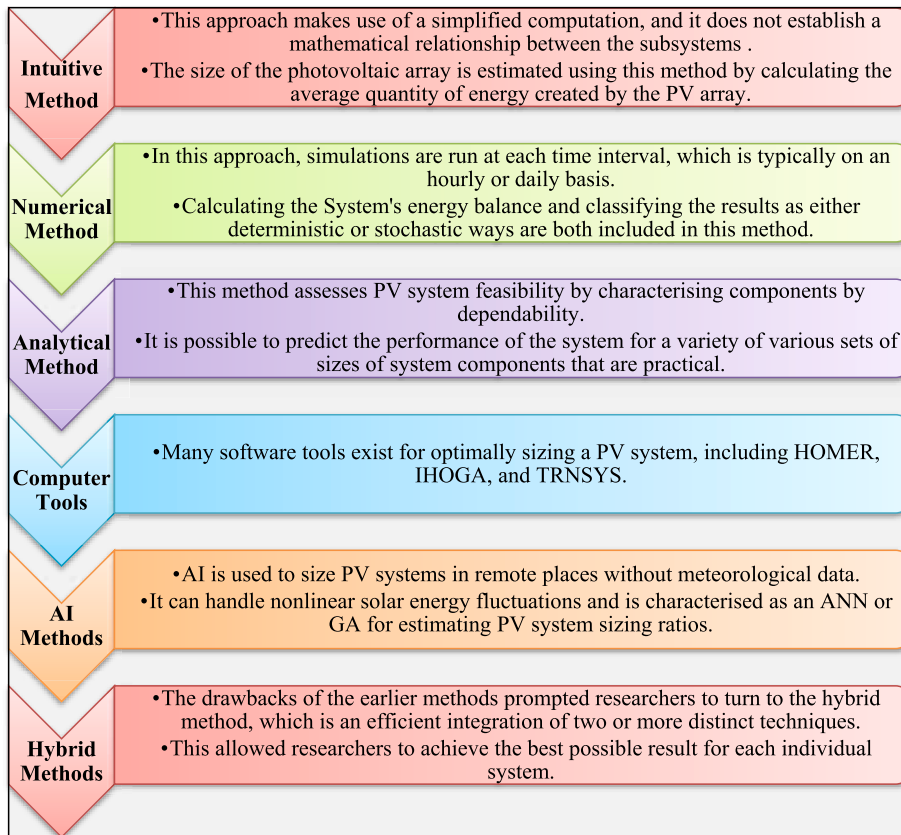 Intuitive
Method
•This approach makes use of a simplified computation, and it does not establish a
mathematical relationship between the subsystems .
•The size of the photovoltaic array is estimated using this method by calculating the
average quantity of energy created by the PV array.
Numerical
Method
•In this approach, simulations are run at each time interval, which is typically on an
hourly or daily basis.
•Calculating the System's energy balance and classifying the results as either
deterministic or stochastic ways are both included in this method.
Analytical
Method
•This method assesses PV system feasibility by characterising components by
dependability.
•It is possible to predict the performance of the system for a variety of various sets of
sizes of system components that are practical.
Computer
Tools
•Many software tools exist for optimally sizing a PV system, including HOMER,
IHOGA, and TRNSYS.
AI
Methods
•AI is used to size PV systems in remote places without meteorological data.
•It can handle nonlinear solar energy fluctuations and is characterised as an ANN or
GA for estimating PV system sizing ratios.
Hybrid
Methods
•The drawbacks of the earlier methods prompted researchers to turn to the hybrid
method, which is an efficient integration of two or more distinct techniques.
•This allowed researchers to achieve the best possible result for each individual
system.